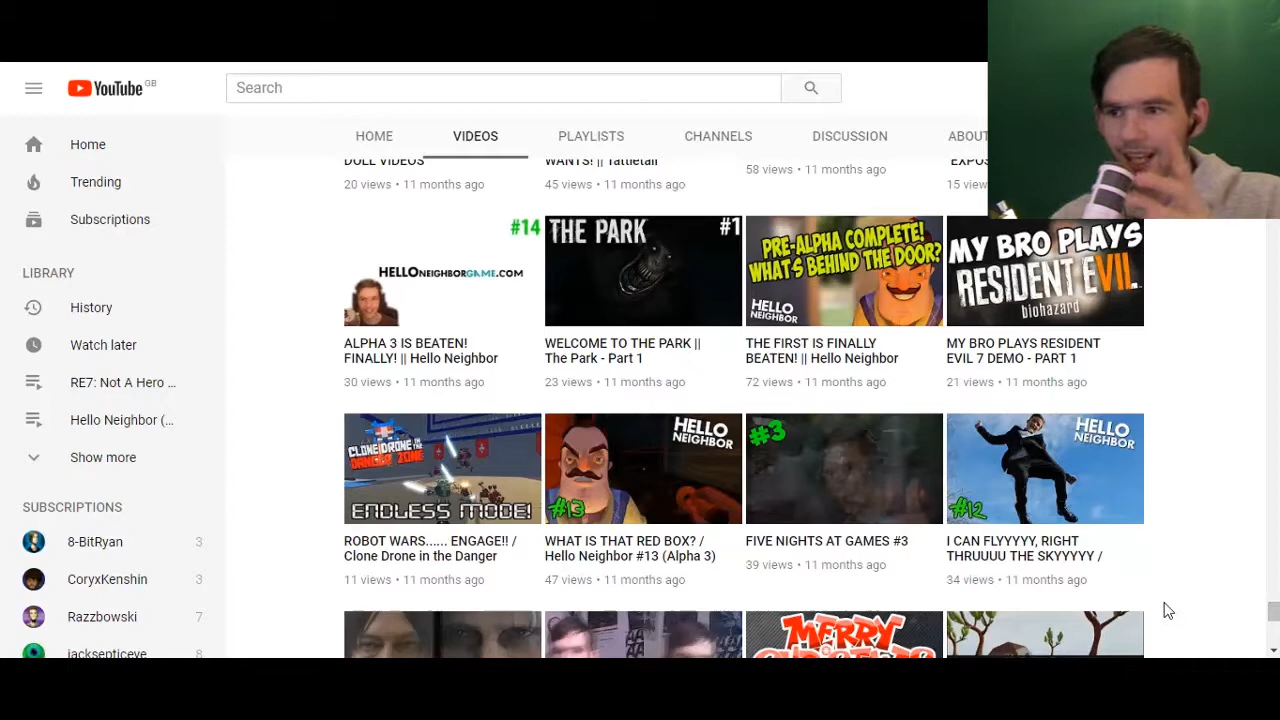 YouTube GB
Search
HOME VIDEOS PLAYLISTS CHANNELS DISCUSSION ABOUT
Home
Trending
Subscriptions
LIBRARY
History
Watch later
RE7: Not A Hero ...
Hello Neighbor (...
Show more
SUBSCRIPTIONS
8-BitRyan 3
CoryxKenshin 3
Razzbowski 7
jacksepticeye 8
DOLL VIDEOS
20 views • 11 months ago
WANTS! || Tattletail
45 views • 11 months ago
58 views • 11 months ago
EXPOS
15 view
#14
HELLONEIGHBORGAME.COM
ALPHA 3 IS BEATEN!
FINALLY! || Hello Neighbor
30 views • 11 months ago
THE PARK #1
WELCOME TO THE PARK ||
The Park - Part 1
23 views • 11 months ago
PRE-ALPHA COMPLETE!
WHAT'S BEHIND THE DOOR?
HELLO
NEIGHBOR
THE FIRST IS FINALLY
BEATEN! || Hello Neighbor
72 views • 11 months ago
MY BRO PLAYS
RESIDENT EVIL
biohazard
MY BRO PLAYS RESIDENT
EVIL 7 DEMO - PART 1
21 views • 11 months ago
CLONE DRONE
IN THE
DANGER ZONE
ENDLESS MODE!
ROBOT WARS...... ENGAGE!! /
Clone Drone in the Danger
11 views • 11 months ago
HELLO
NEIGHBOR
#13
WHAT IS THAT RED BOX? /
Hello Neighbor #13 (Alpha 3)
47 views • 11 months ago
#3
FIVE NIGHTS AT GAMES #3
39 views • 11 months ago
HELLO
NEIGHBOR
#12
I CAN FLYYYYY, RIGHT
THRUUUU THE SKYYYYY /
34 views • 11 months ago
MERRY
CHRISTMAS